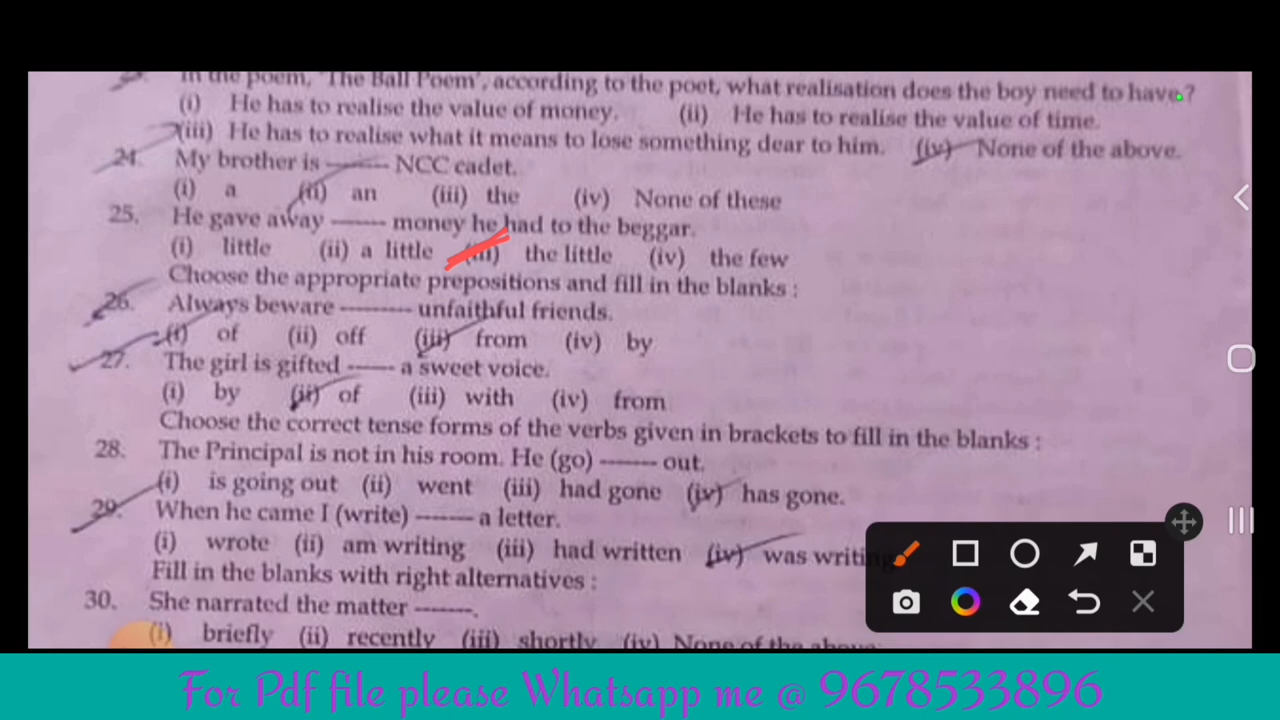 In the poem, 'The Ball Poem', according to the poet, what realisation does the boy need to have?
(i) He has to realise the value of money. (ii) He has to realise the value of time.
(iii) He has to realise what it means to lose something dear to him. (iv) None of the above.
24. My brother is ------- NCC cadet.
(i) a (ii) an (iii) the (iv) None of these
25. He gave away ------- money he had to the beggar.
(i) little (ii) a little (iii) the little (iv) the few
Choose the appropriate prepositions and fill in the blanks :
26. Always beware ------- unfaithful friends.
(i) of (ii) off (iii) from (iv) by
27. The girl is gifted ------- a sweet voice.
(i) by (ii) of (iii) with (iv) from
Choose the correct tense forms of the verbs given in brackets to fill in the blanks :
28. The Principal is not in his room. He (go) ------- out.
(i) is going out (ii) went (iii) had gone (iv) has gone.
29. When he came I (write) ------- a letter.
(i) wrote (ii) am writing (iii) had written (iv) was writing
Fill in the blanks with right alternatives :
30. She narrated the matter -------.
(i) briefly (ii) recently (iii) shortly (iv) None of the above
For Pdf file please Whatsapp me @ 9678533896